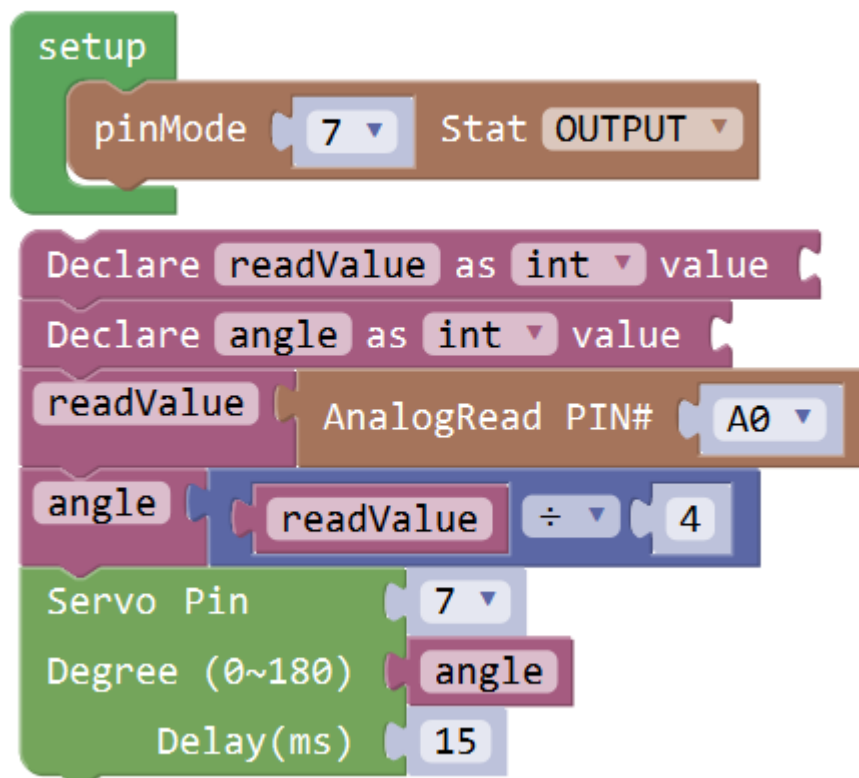 setup
pinMode 7 Stat OUTPUT
Declare readValue as int value
Declare angle as int value
readValue AnalogRead PIN# A0
angle readValue ÷ 4
Servo Pin 7
Degree (0~180) angle
Delay(ms) 15